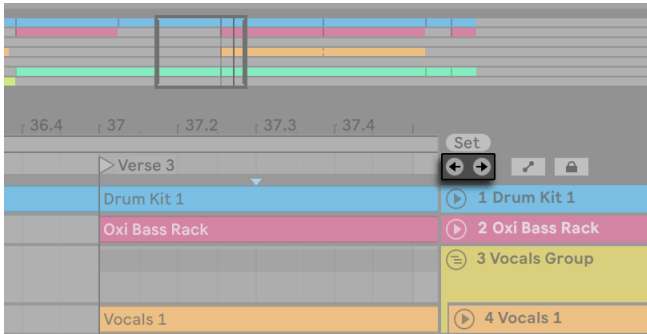 36.4 37 37.2 37.3 37.4
Set
Verse 3
Drum Kit 1 1 Drum Kit 1
Oxi Bass Rack 2 Oxi Bass Rack
3 Vocals Group
Vocals 1 4 Vocals 1